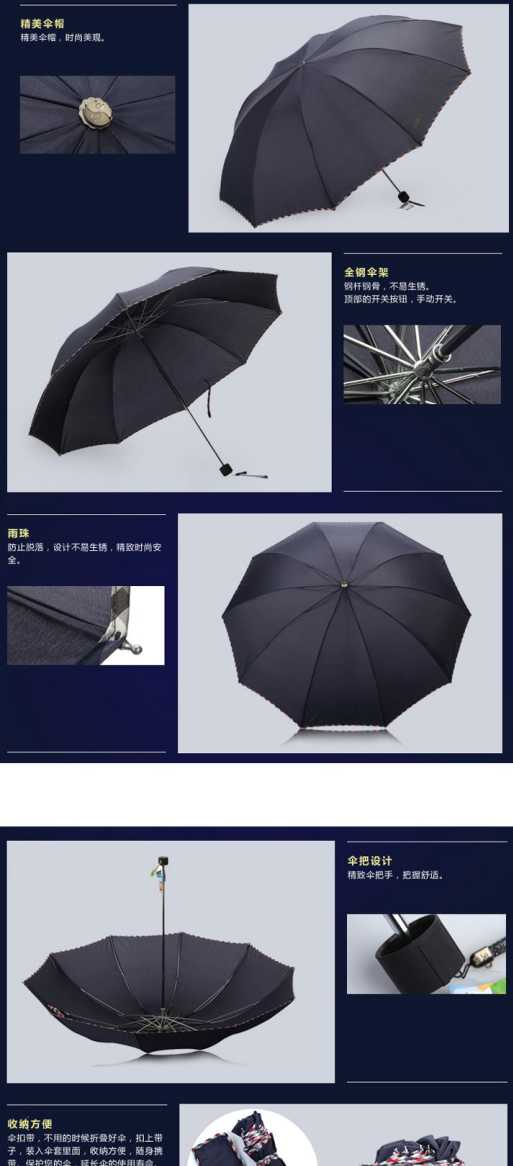 精美伞帽
精美伞帽，时尚美观。
全钢伞架
钢杆钢骨，不易生锈。
顶部的开关按钮，手动开关。
雨珠
防止脱落，设计不易生锈，精致时尚安
全。
伞把设计
精致伞把手，把握舒适。
收纳方便
伞扣带，不用的时候折叠好伞，扣上带
子，装入伞套里面，收纳方便，随身携
带，保护您的伞，延长伞的使用寿命。